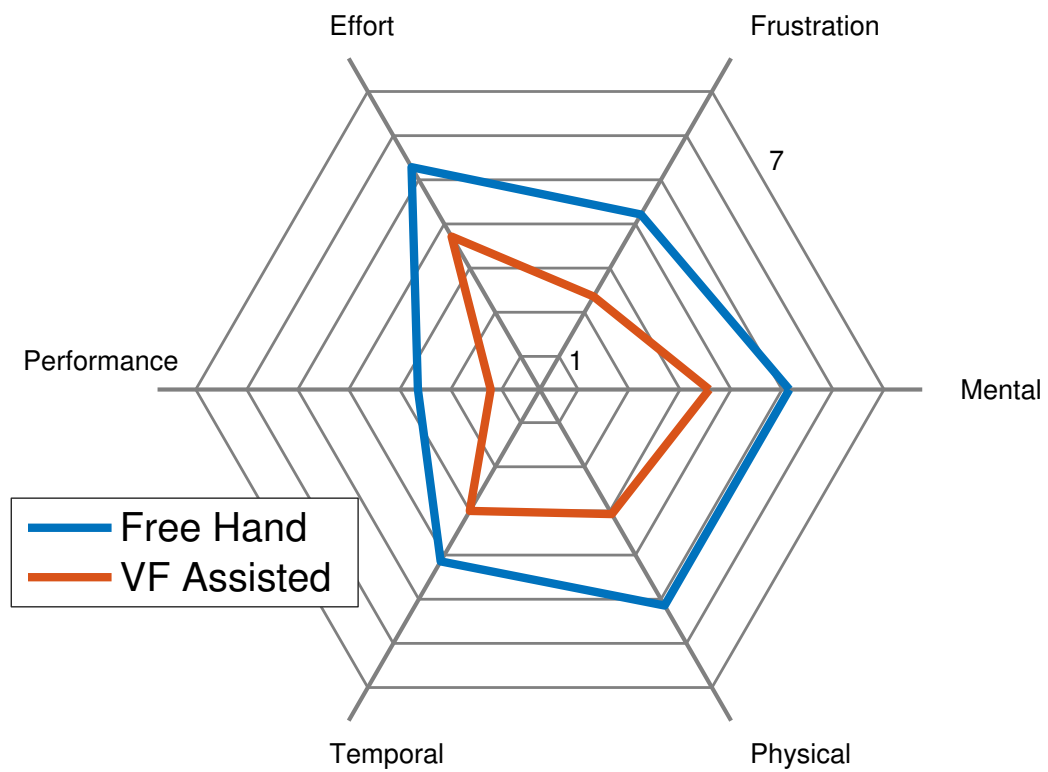 Effort
Frustration
7
Performance
1
Mental
Free Hand
VF Assisted
Temporal
Physical